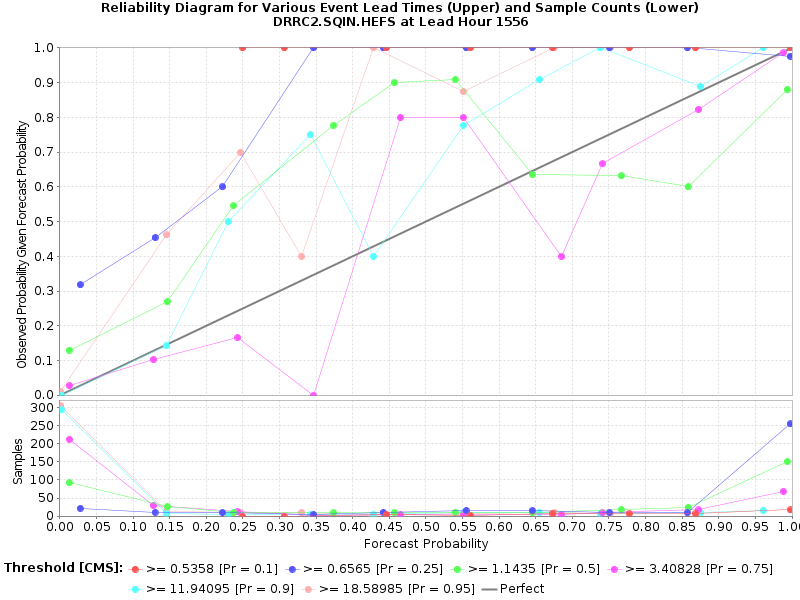 Reliability Diagram for Various Event Lead Times (Upper) and Sample Counts (Lower)
DRRC2.SQIN.HEFS at Lead Hour 1556
Observed Probability Given Forecast Probability
1.0
0.9
0.8
0.7
0.6
0.5
0.4
0.3
0.2
0.1
0.0
Samples
300
250
200
150
100
50
0
0.00 0.05 0.10 0.15 0.20 0.25 0.30 0.35 0.40 0.45 0.50 0.55 0.60 0.65 0.70 0.75 0.80 0.85 0.90 0.95 1.0
Forecast Probability
Threshold [CMS]: >= 0.5358 [Pr = 0.1] >= 0.6565 [Pr = 0.25] >= 1.1435 [Pr = 0.5] >= 3.40828 [Pr = 0.75]
>= 11.94095 [Pr = 0.9] >= 18.58985 [Pr = 0.95] Perfect